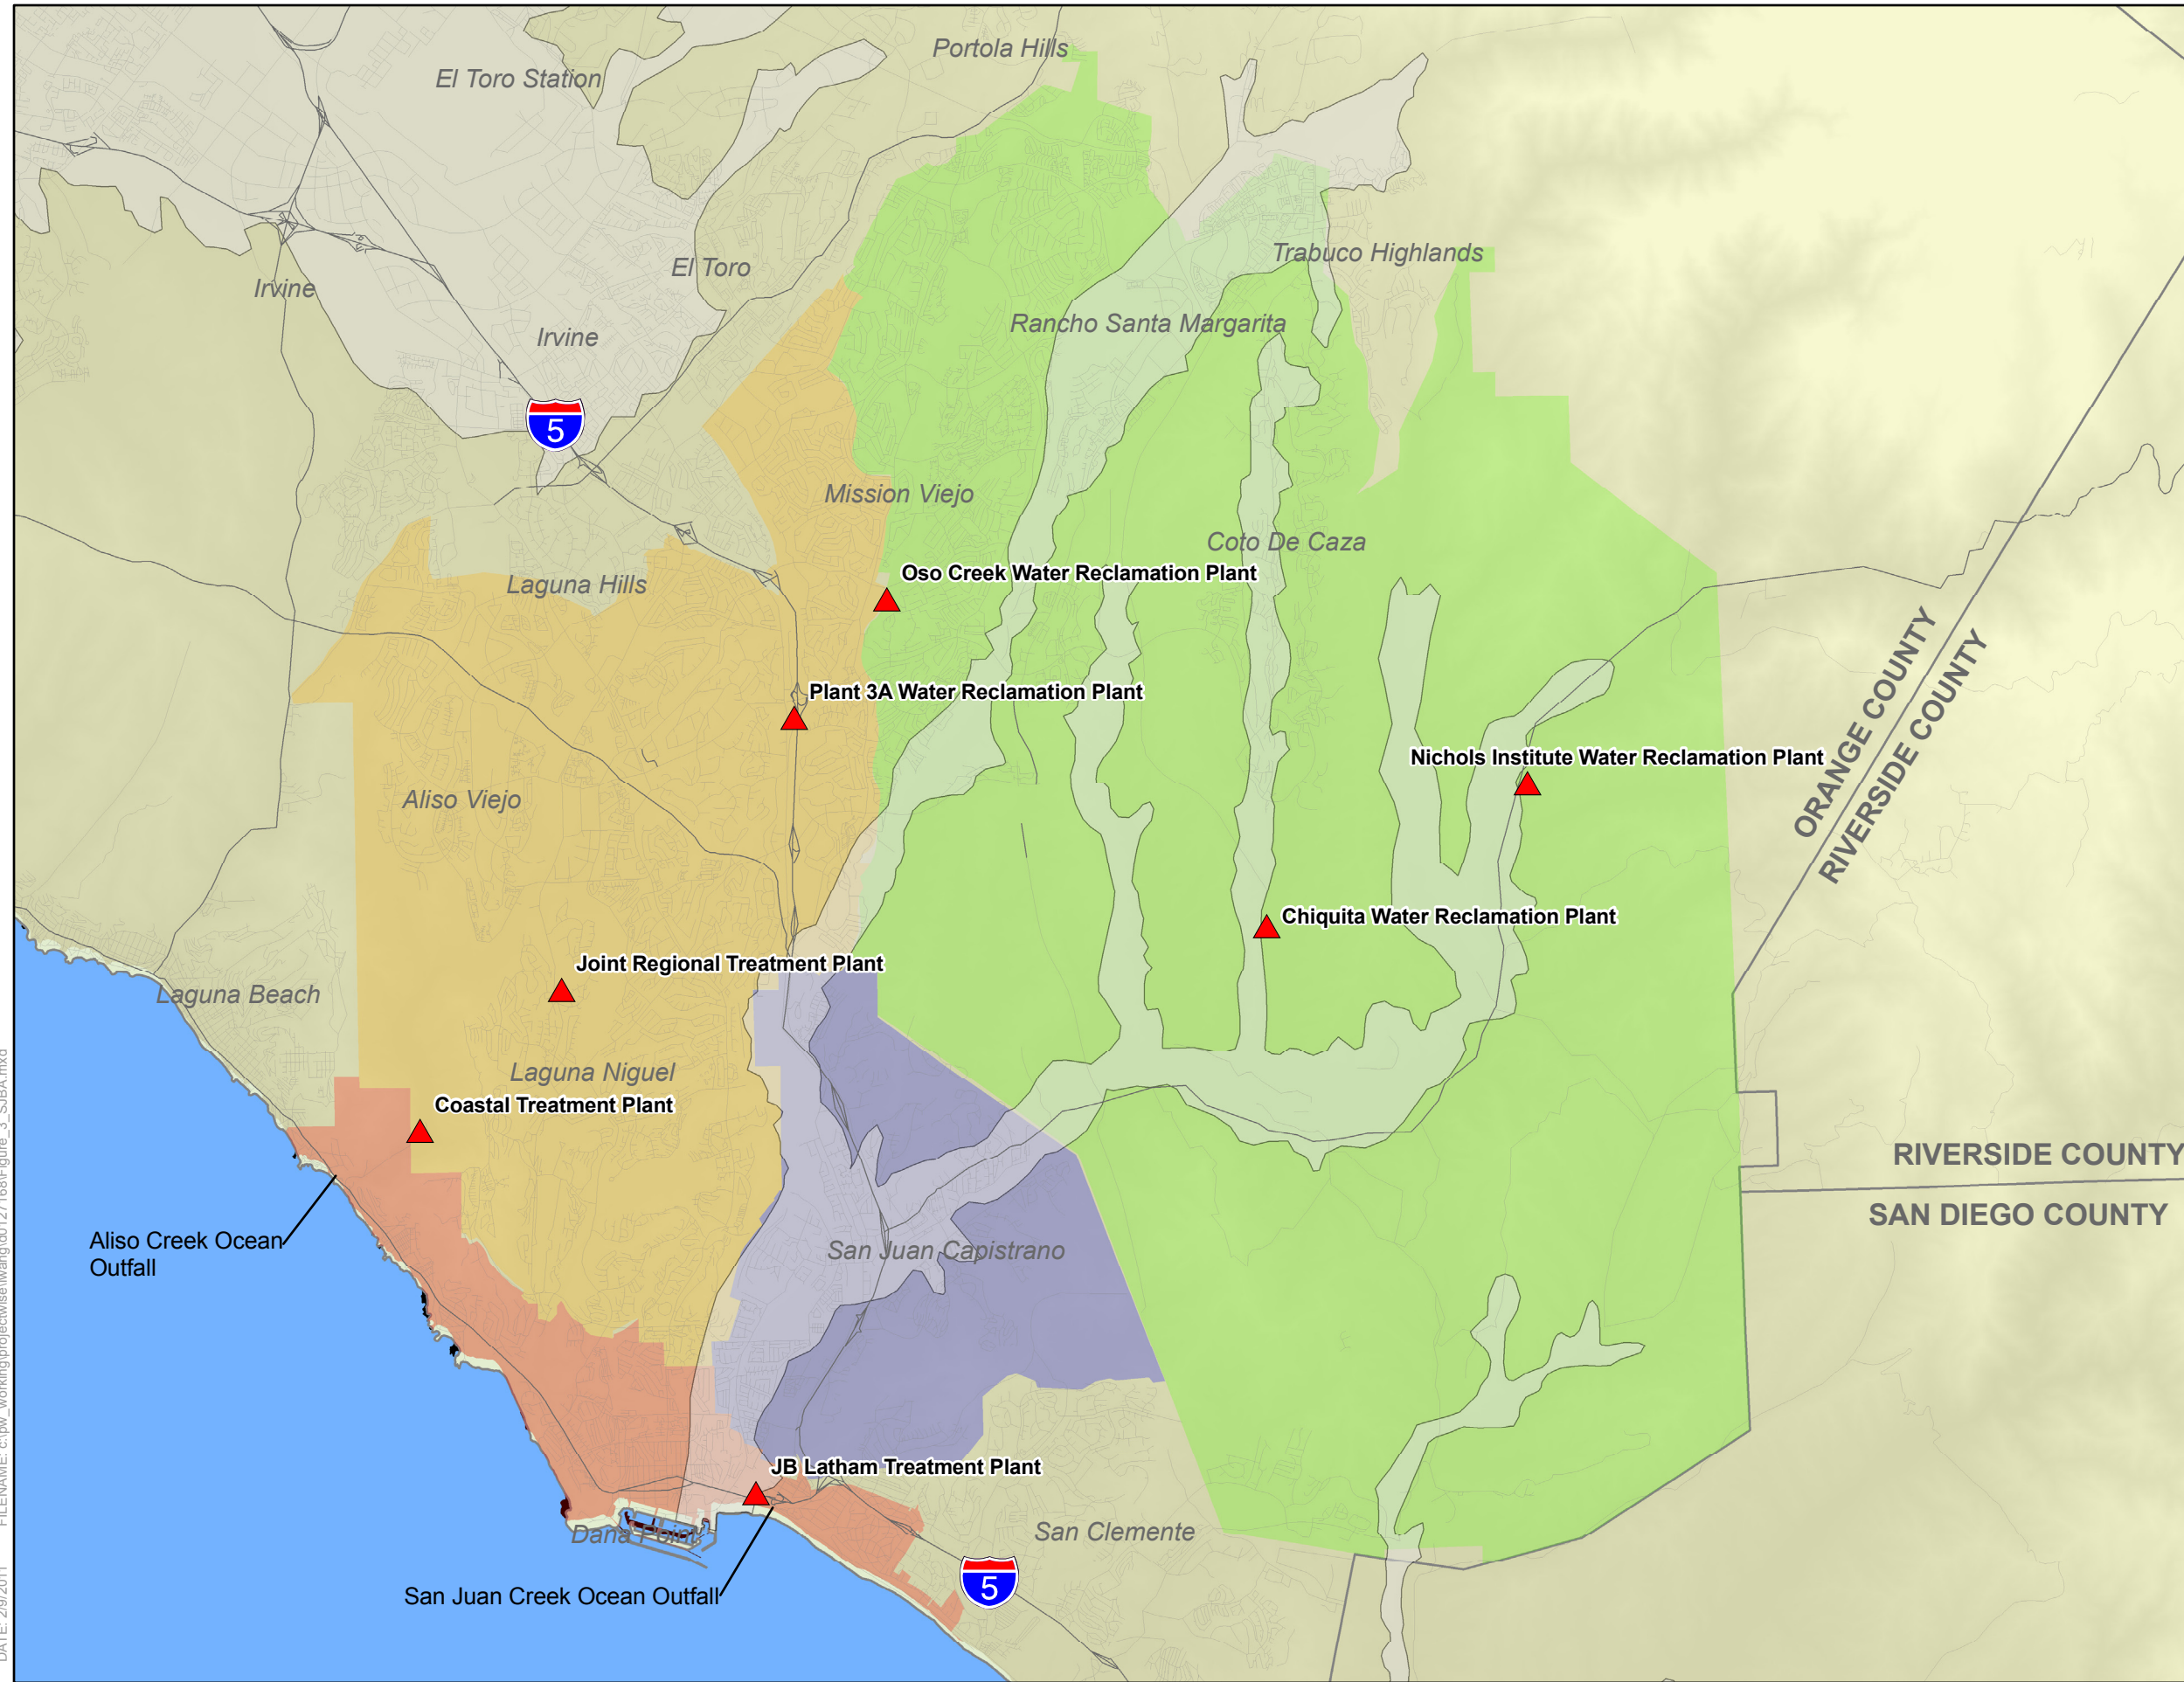 Portola Hills
El Toro Station
El Toro
Trabuco Highlands
Irvine
Rancho Santa Margarita
Irvine
5
Mission Viejo
Coto De Caza
Oso Creek Water Reclamation Plant
Laguna Hills
Plant 3A Water Reclamation Plant
ORANGE COUNTY
RIVERSIDE COUNTY
Nichols Institute Water Reclamation Plant
Aliso Viejo
Chiquita Water Reclamation Plant
Joint Regional Treatment Plant
Laguna Beach
Laguna Niguel
Coastal Treatment Plant
RIVERSIDE COUNTY
SAN DIEGO COUNTY
Aliso Creek Ocean
Outfall
San Juan Capistrano
JB Latham Treatment Plant
Dana Point
San Clemente
5
San Juan Creek Ocean Outfall
DATE: 2/9/2011